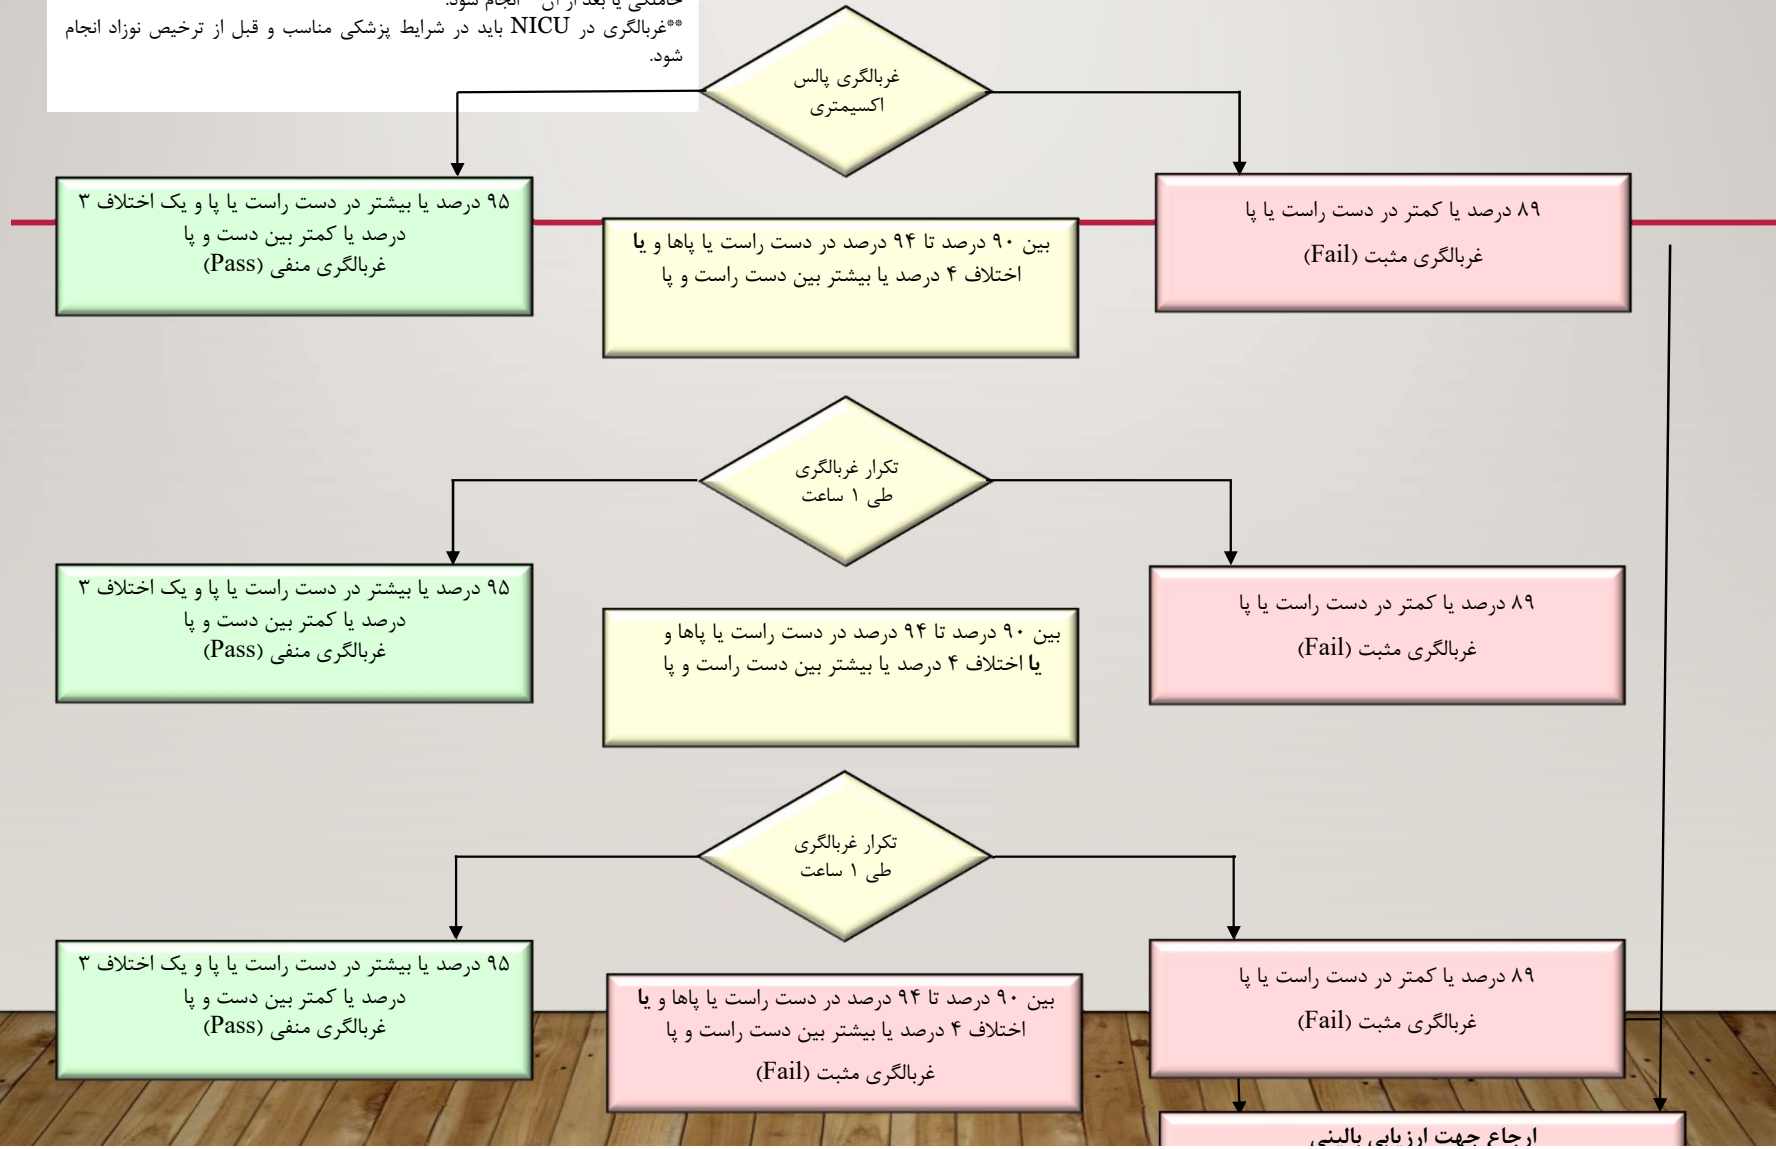 حاملگی یا بعد از آن** انجام شود.
**غربالگری در NICU باید در شرایط پزشکی مناسب و قبل از ترخیص نوزاد انجام
شود.
غربالگری پالس
اکسیمتری
۸۹ درصد یا کمتر در دست راست یا پا
غربالگری مثبت (Fail)
بین ۹۰ درصد تا ۹۴ درصد در دست راست یا پاها و یا
اختلاف ۴ درصد یا بیشتر بین دست راست و پا
۹۵ درصد یا بیشتر در دست راست یا پا و یک اختلاف ۳
درصد یا کمتر بین دست و پا
غربالگری منفی (Pass)
تکرار غربالگری
طی ۱ ساعت
۸۹ درصد یا کمتر در دست راست یا پا
غربالگری مثبت (Fail)
بین ۹۰ درصد تا ۹۴ درصد در دست راست یا پاها و
یا اختلاف ۴ درصد یا بیشتر بین دست راست و پا
۹۵ درصد یا بیشتر در دست راست یا پا و یک اختلاف ۳
درصد یا کمتر بین دست و پا
غربالگری منفی (Pass)
تکرار غربالگری
طی ۱ ساعت
۸۹ درصد یا کمتر در دست راست یا پا
غربالگری مثبت (Fail)
بین ۹۰ درصد تا ۹۴ درصد در دست راست یا پاها و یا
اختلاف ۴ درصد یا بیشتر بین دست راست و پا
غربالگری مثبت (Fail)
۹۵ درصد یا بیشتر در دست راست یا پا و یک اختلاف ۳
درصد یا کمتر بین دست و پا
غربالگری منفی (Pass)
ارجاع جهت ارزیابی بالینی